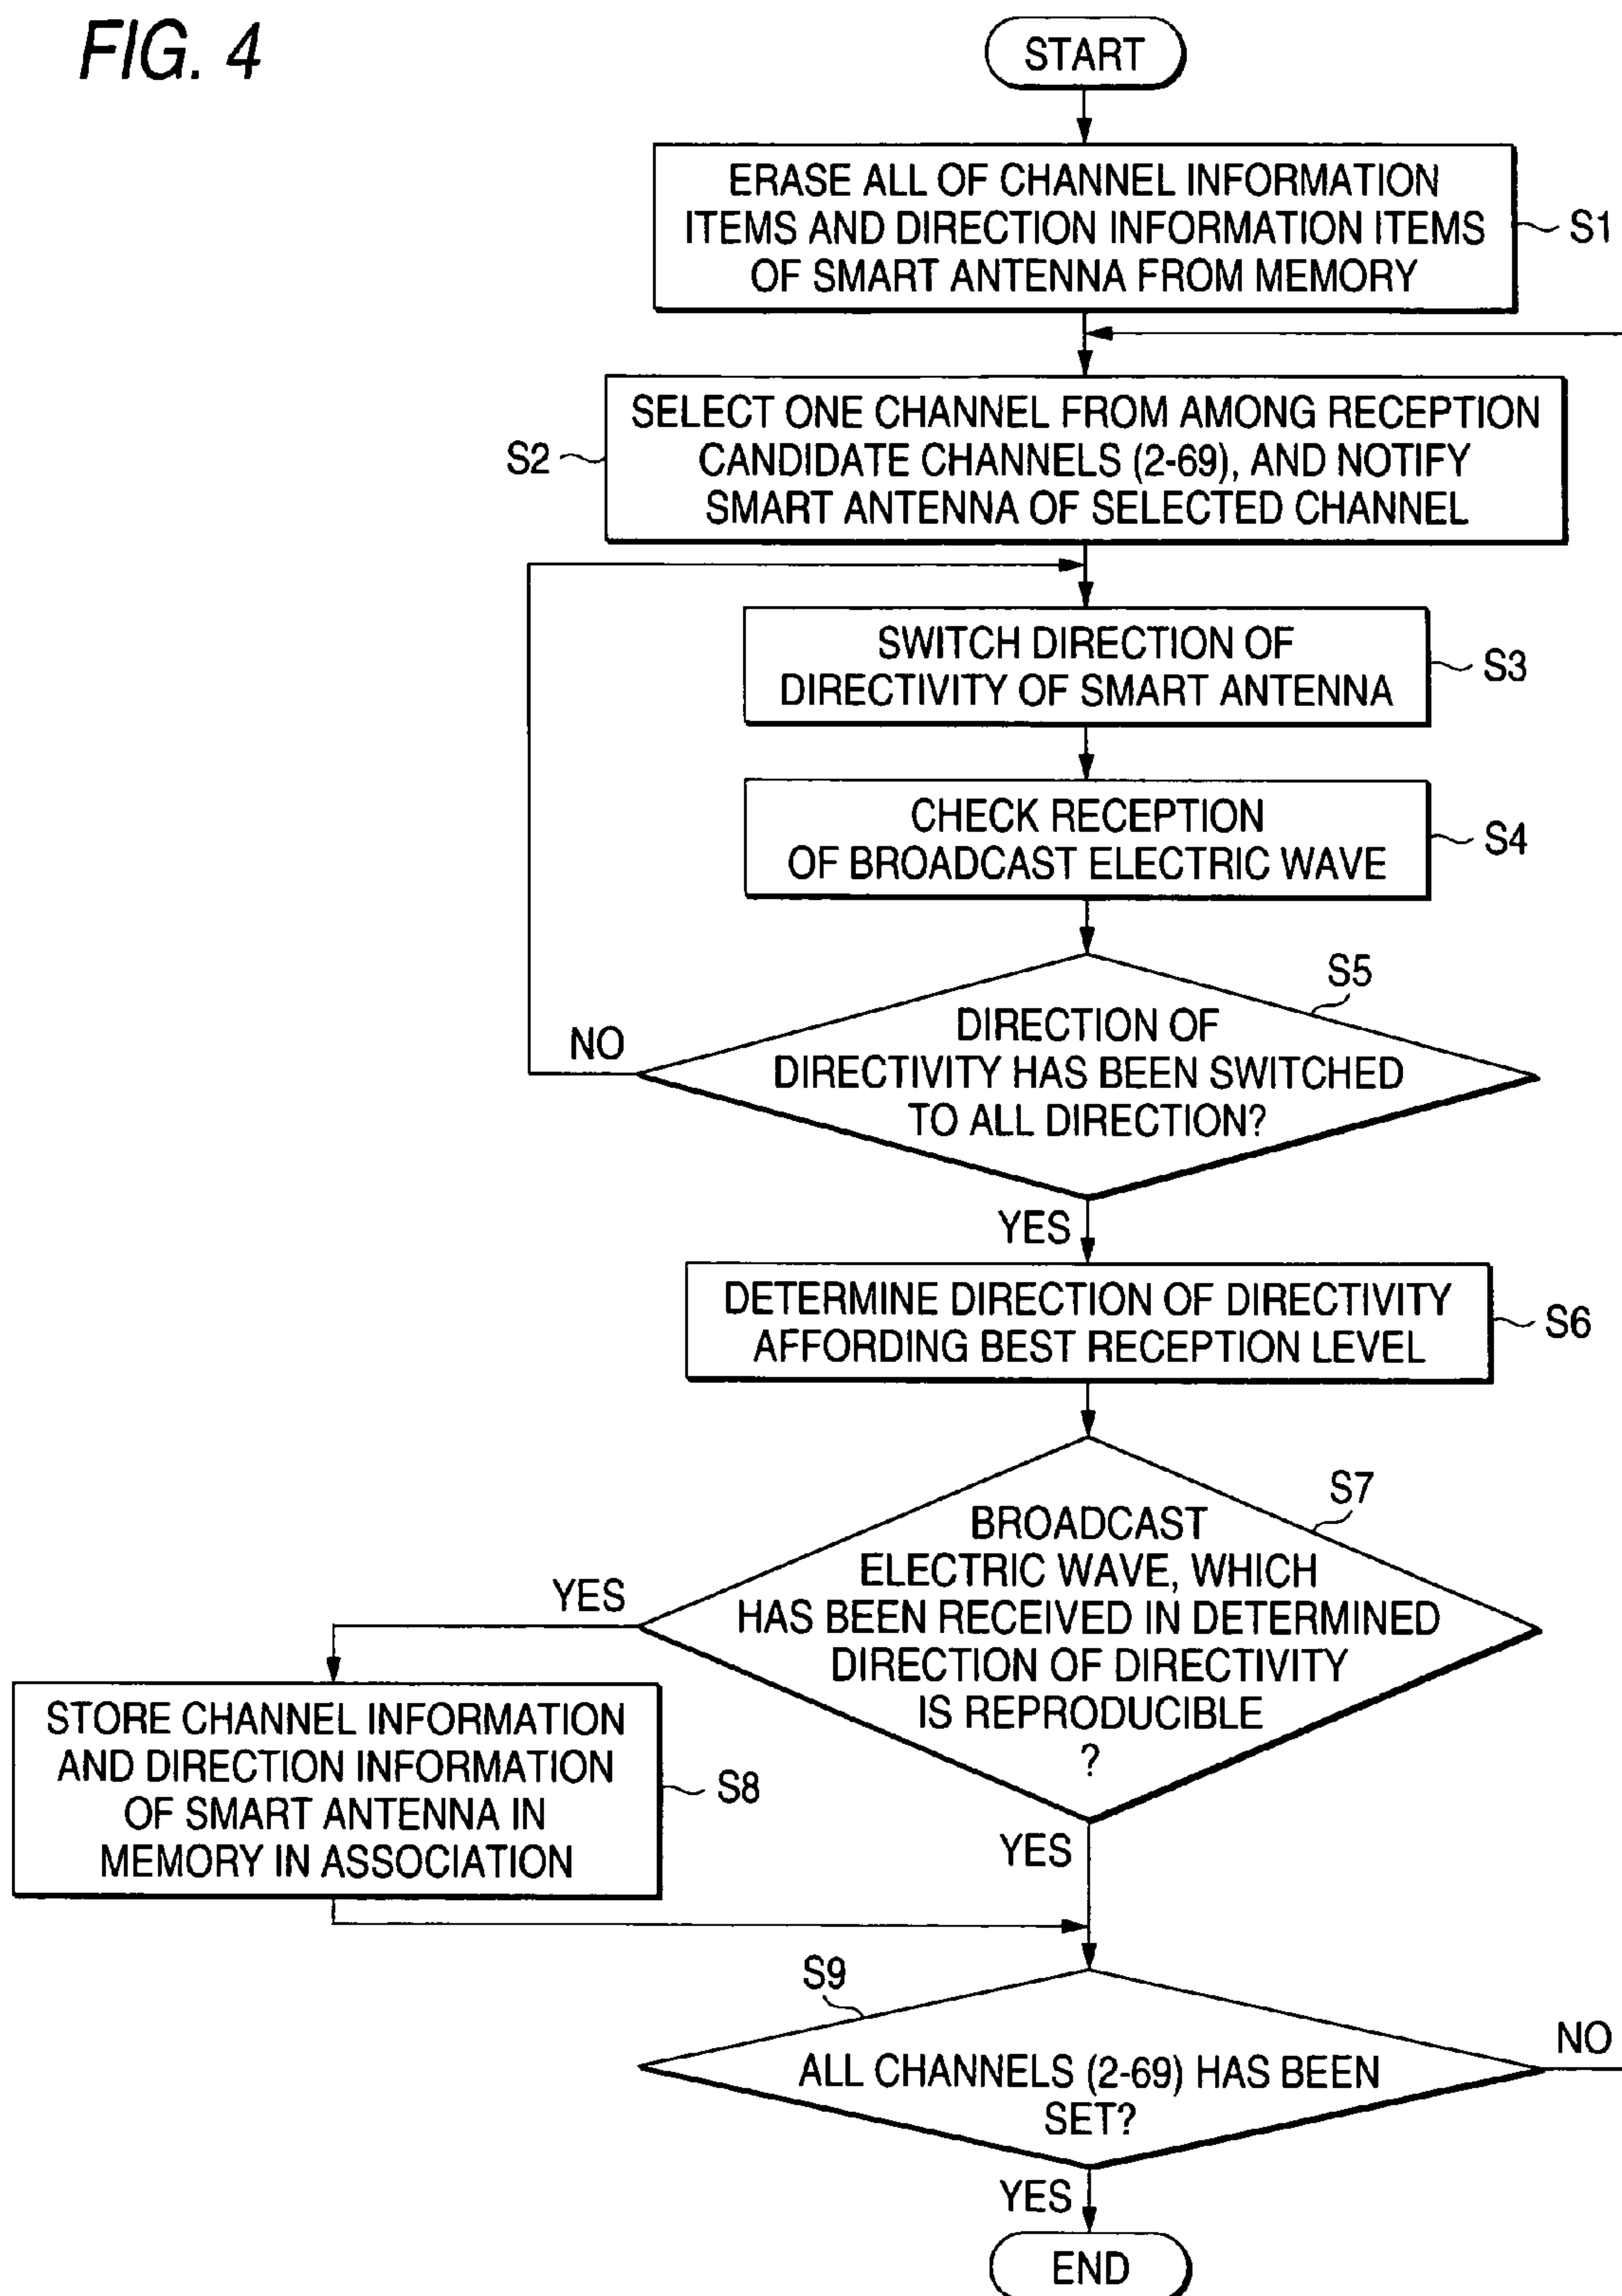 FIG. 4
START
ERASE ALL OF CHANNEL INFORMATION
ITEMS AND DIRECTION INFORMATION ITEMS
OF SMART ANTENNA FROM MEMORY
S1
SELECT ONE CHANNEL FROM AMONG RECEPTION
CANDIDATE CHANNELS (2-69), AND NOTIFY
SMART ANTENNA OF SELECTED CHANNEL
S2
SWITCH DIRECTION OF
DIRECTIVITY OF SMART ANTENNA
S3
CHECK RECEPTION
OF BROADCAST ELECTRIC WAVE
S4
S5
DIRECTION OF
DIRECTIVITY HAS BEEN SWITCHED
TO ALL DIRECTION?
NO
YES
DETERMINE DIRECTION OF DIRECTIVITY
AFFORDING BEST RECEPTION LEVEL
S6
S7
BROADCAST
ELECTRIC WAVE, WHICH
HAS BEEN RECEIVED IN DETERMINED
DIRECTION OF DIRECTIVITY
IS REPRODUCIBLE
?
YES
STORE CHANNEL INFORMATION
AND DIRECTION INFORMATION
OF SMART ANTENNA IN
MEMORY IN ASSOCIATION
S8
YES
S9
ALL CHANNELS (2-69) HAS BEEN
SET?
NO
YES
END